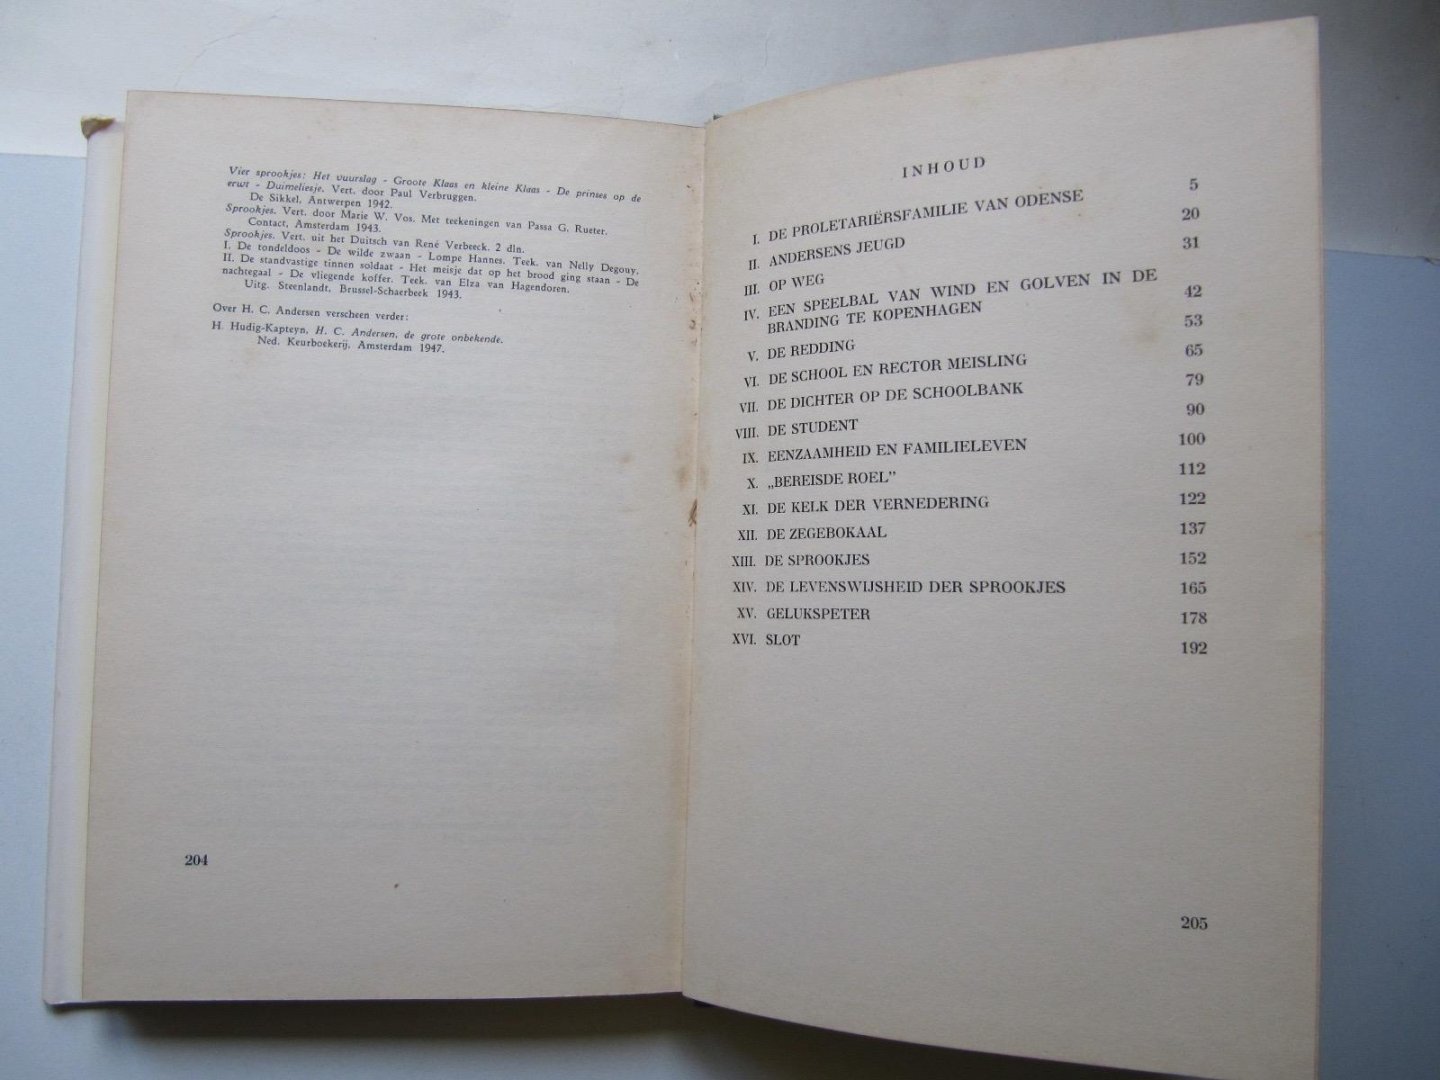 Vier sprookjes: Het vuurslag - Groote Klaas en kleine Klaas - De prinses op de
erwt - Duimeliesje. Vert. door Paul Verbruggen.
De Sikkel, Antwerpen 1942.
Sprookjes. Vert. door Marie W. Vos. Met teekeningen van Passa G. Rueter.
Contact, Amsterdam 1943.
Sprookjes. Vert. uit het Duitsch van René Verbeeck. 2 dln.
I. De tondeldoos - De wilde zwaan - Lompe Hannes. Teek. van Nelly Degouy.
II. De standvastige tinnen soldaat - Het meisje dat op het brood ging staan - De
nachtegaal - De vliegende koffer. Teek. van Elza van Hagendoren.
Uitg. Steenlandt, Brussel-Schaerbeek 1943.
Over H. C. Andersen verscheen verder:
H. Hudig-Kapteyn, H. C. Andersen, de grote onbekende.
Ned. Keurboekerij, Amsterdam 1947.
204
INHOUD
I. DE PROLETARIËRSFAMILIE VAN ODENSE 5
II. ANDERSENS JEUGD 20
III. OP WEG 31
IV. EEN SPEELBAL VAN WIND EN GOLVEN IN DE
BRANDING TE KOPENHAGEN 42
V. DE REDDING 53
VI. DE SCHOOL EN RECTOR MEISLING 65
VII. DE DICHTER OP DE SCHOOLBANK 79
VIII. DE STUDENT 90
IX. EENZAAMHEID EN FAMILIELEVEN 100
X. „BEREISDE ROEL" 112
XI. DE KELK DER VERNEDERING 122
XII. DE ZEGEBOKAAL 137
XIII. DE SPROOKJES 152
XIV. DE LEVENSWIJSHEID DER SPROOKJES 165
XV. GELUKSPETER 178
XVI. SLOT 192
205